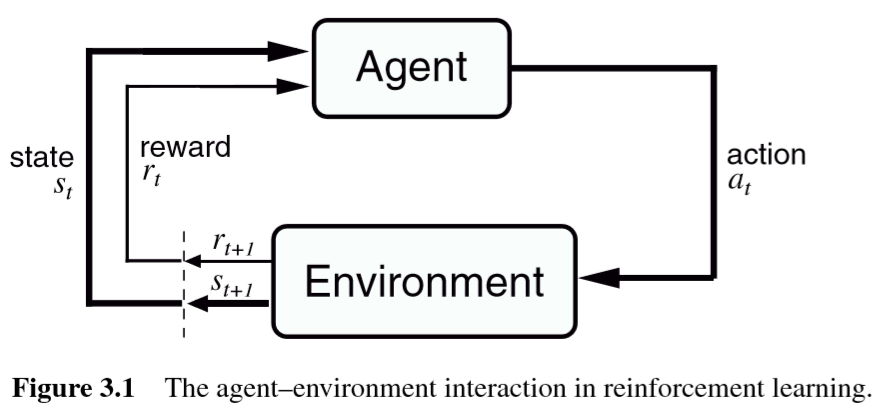 Agent
state
s_t
reward
r_t
action
a_t
r_{t+1}
s_{t+1}
Environment
Figure 3.1 The agent–environment interaction in reinforcement learning.